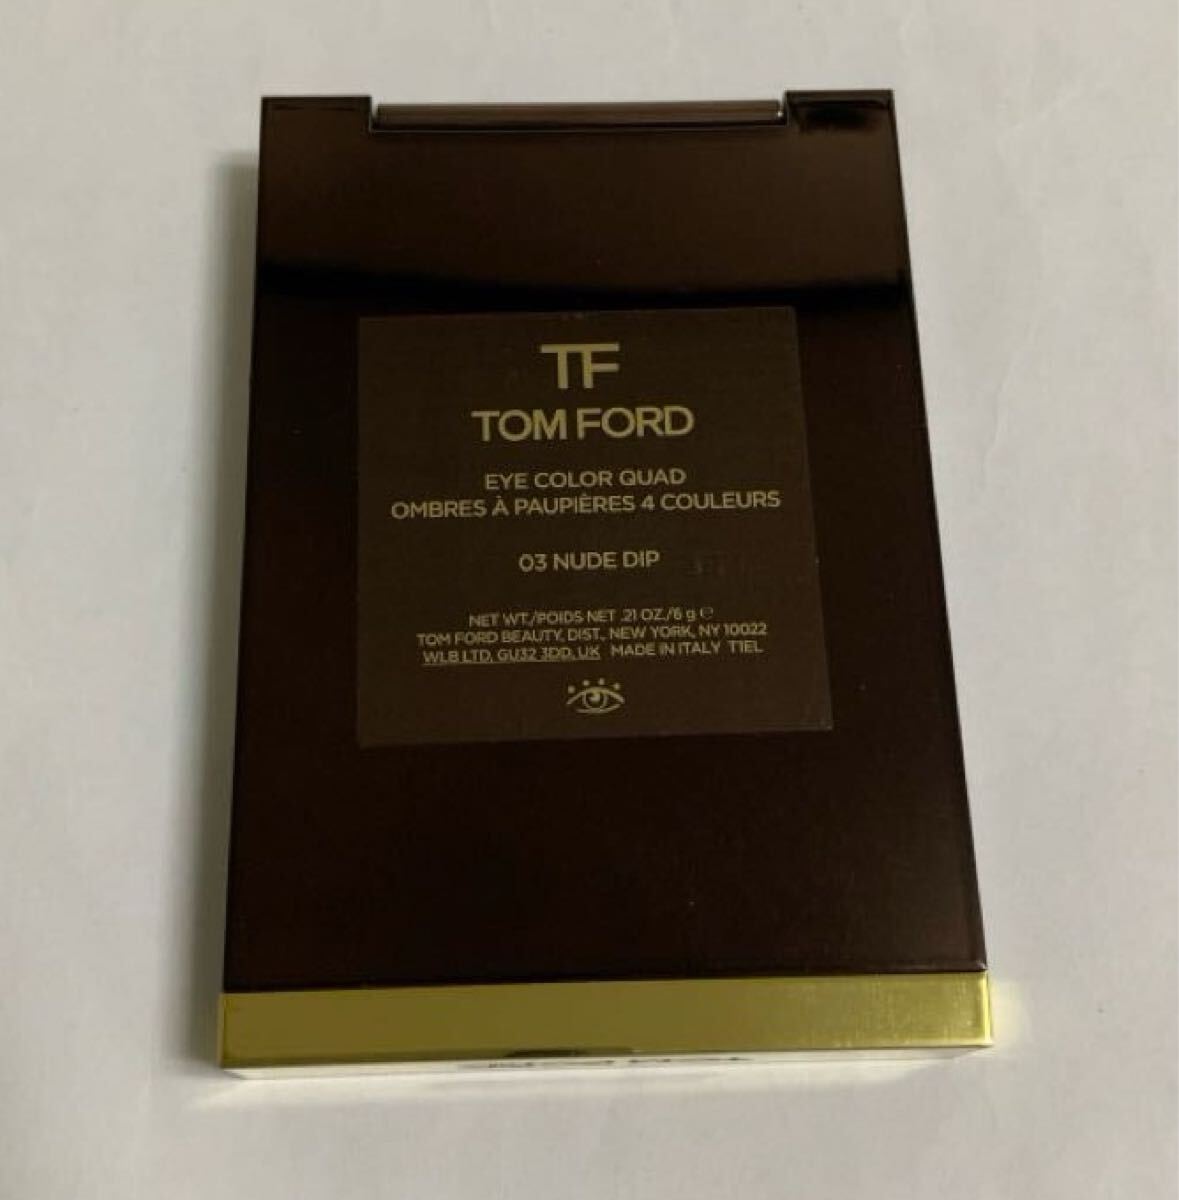 TF
TOM FORD
EYE COLOR QUAD
OMBRES À PAUPIÈRES 4 COULEURS
03 NUDE DIP
NET WT./POIDS NET .21 OZ./6 g ℮
TOM FORD BEAUTY, DIST., NEW YORK, NY 10022
WLB LTD, GU32 3DD, UK MADE IN ITALY T1EL